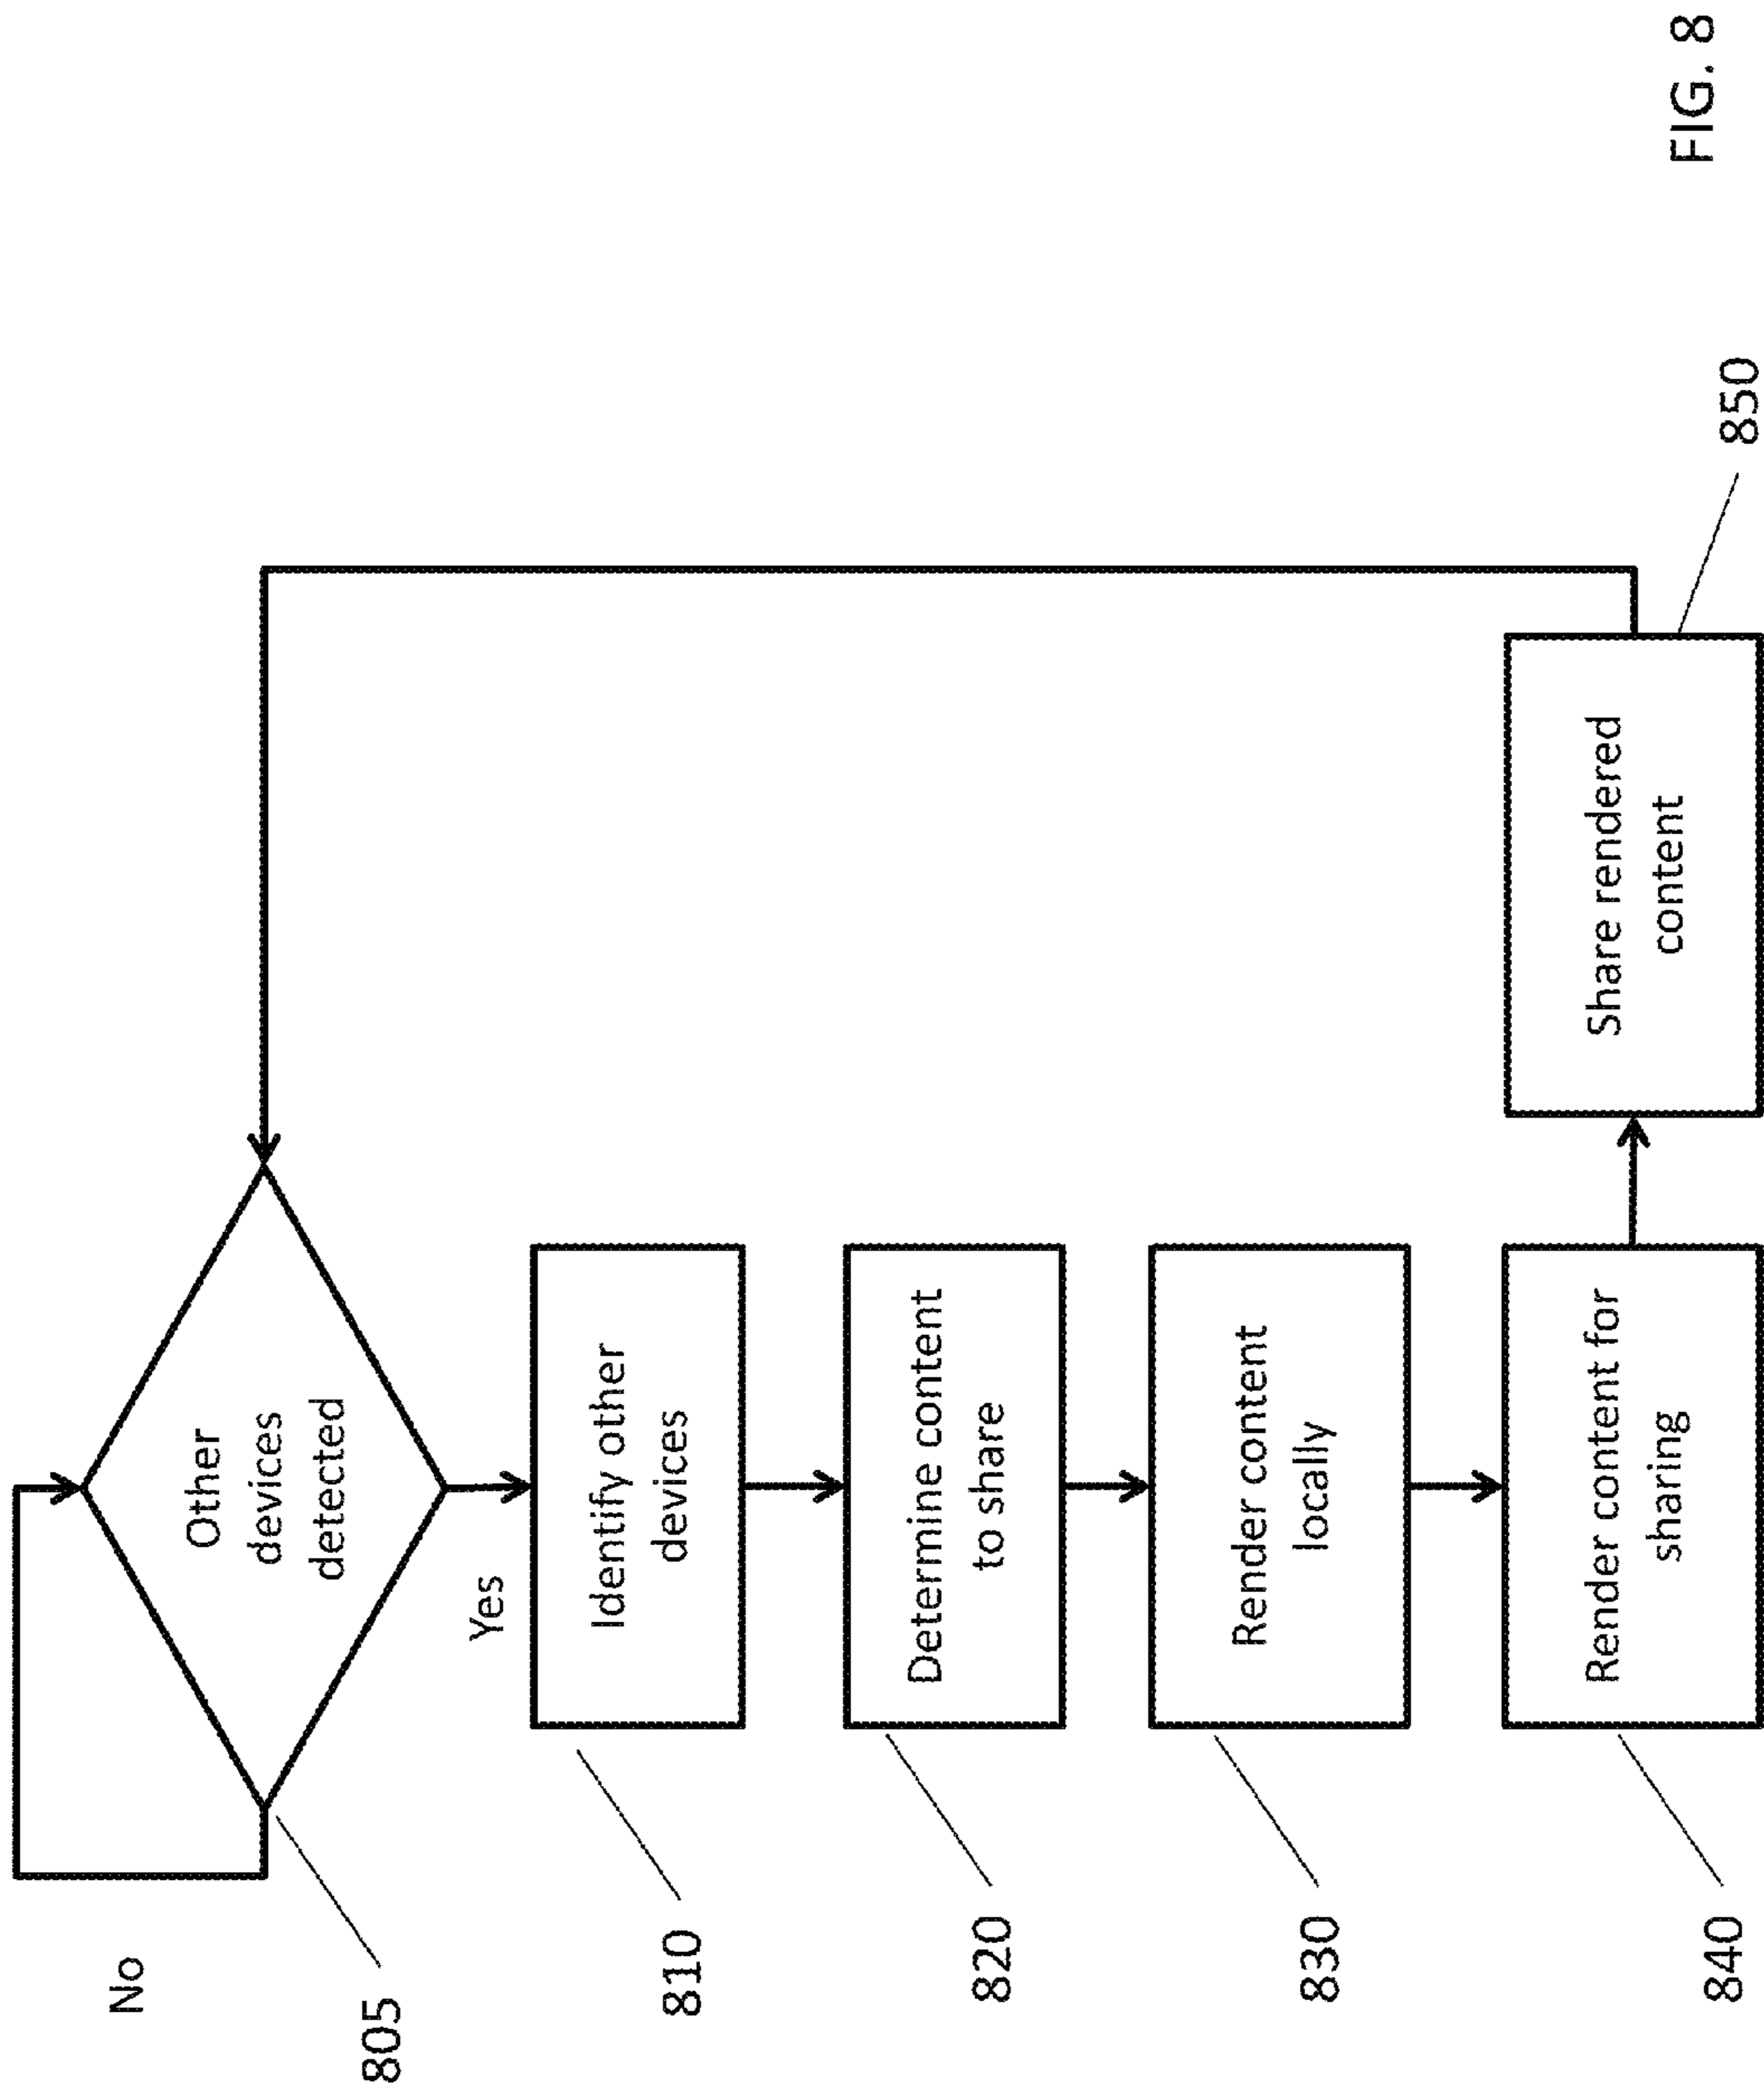 No
805
Other
devices
detected
Yes
810
Identify other
devices
820
Determine content
to share
830
Render content
locally
840
Render content for
sharing
Share rendered
content
850
FIG. 8